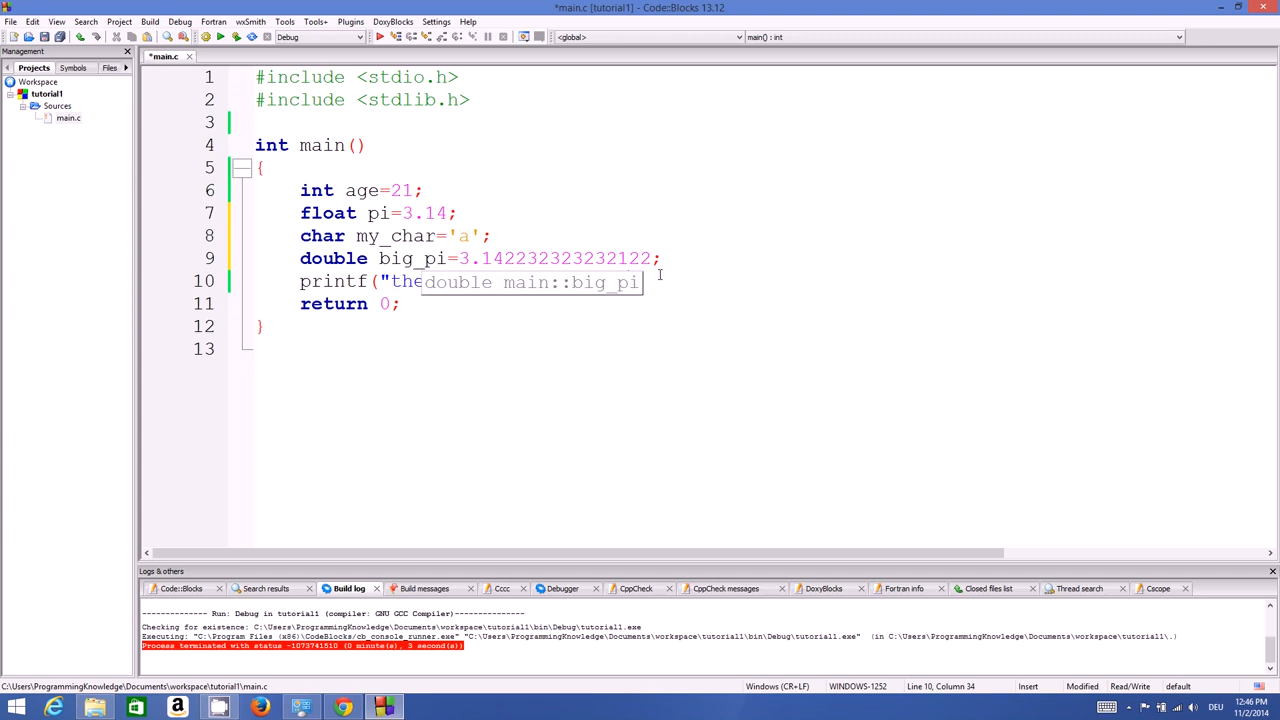 *main.c [tutorial1] - Code::Blocks 13.12
File Edit View Search Project Build Debug Fortran wxSmith Tools Tools+ Plugins DoxyBlocks Settings Help
Debug <global> main() : int
Management
*main.c
Projects Symbols Files
Workspace
tutorial1
Sources
main.c
1 #include <stdio.h>
2 #include <stdlib.h>
3
4 int main()
5 {
6 int age=21;
7 float pi=3.14;
8 char my_char='a';
9 double big_pi=3.142232323232122;
10 printf("the double main::big_pi
11 return 0;
12 }
13
Logs & others
Code::Blocks Search results Build log Build messages Cccc Debugger CppCheck CppCheck messages DoxyBlocks Fortran info Closed files list Thread search Cscope
-------------- Run: Debug in tutorial1 (compiler: GNU GCC Compiler)---------------
Checking for existence: C:\Users\ProgrammingKnowledge\Documents\workspace\tutorial1\bin\Debug\tutorial1.exe
Executing: "C:\Program Files (x86)\CodeBlocks/cb_console_runner.exe" "C:\Users\ProgrammingKnowledge\Documents\workspace\tutorial1\bin\Debug\tutorial1.exe" (in C:\Users\ProgrammingKnowledge\Documents\workspace\tutorial1\.)
Process terminated with status -1073741510 (0 minute(s), 3 second(s))
C:\Users\ProgrammingKnowledge\Documents\workspace\tutorial1\main.c Windows (CR+LF) WINDOWS-1252 Line 10, Column 34 Insert Modified Read/Write default
DEU 12:46 PM
11/2/2014